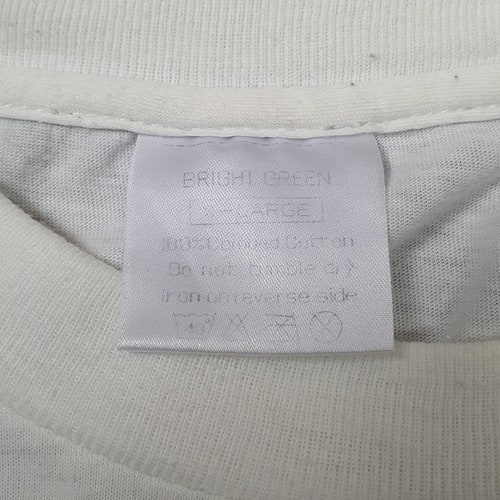 BRIGHT GREEN
X-LARGE
100% Combed Cotton
Do not tumble dry
iron on reverse side